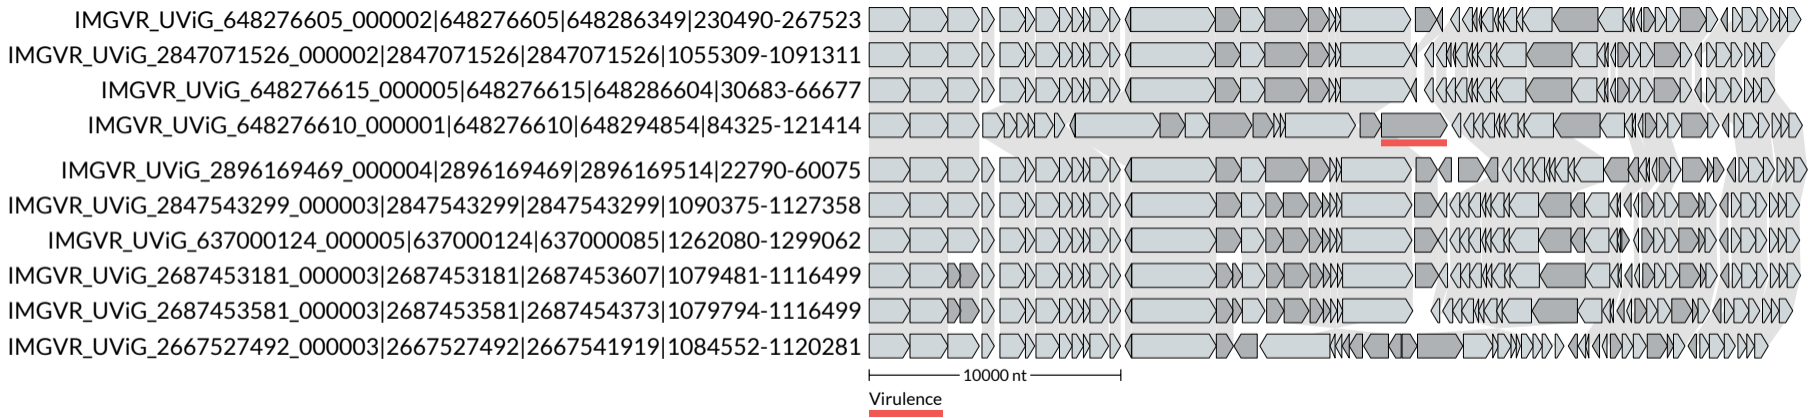 IMGVR_UViG_648276605_000002|648276605|648286349|230490-267523
IMGVR_UViG_2847071526_000002|2847071526|2847071526|1055309-1091311
IMGVR_UViG_648276615_000005|648276615|648286604|30683-66677
IMGVR_UViG_648276610_000001|648276610|648294854|84325-121414
IMGVR_UViG_2896169469_000004|2896169469|2896169514|22790-60075
IMGVR_UViG_2847543299_000003|2847543299|2847543299|1090375-1127358
IMGVR_UViG_637000124_000005|637000124|637000085|1262080-1299062
IMGVR_UViG_2687453181_000003|2687453181|2687453607|1079481-1116499
IMGVR_UViG_2687453581_000003|2687453581|2687454373|1079794-1116499
IMGVR_UViG_2667527492_000003|2667527492|2667541919|1084552-1120281
10000 nt
Virulence